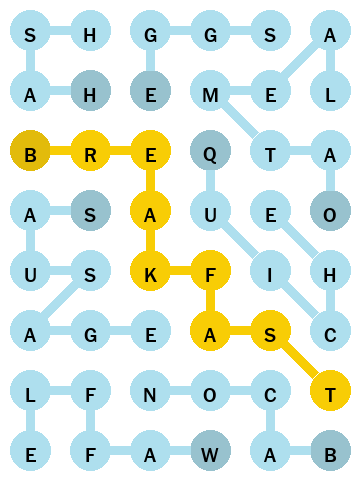 S H G G S A
A H E M E L
B R E Q T A
A S A U E O
U S K F I H
A G E A S C
L F N O C T
E F A W A B